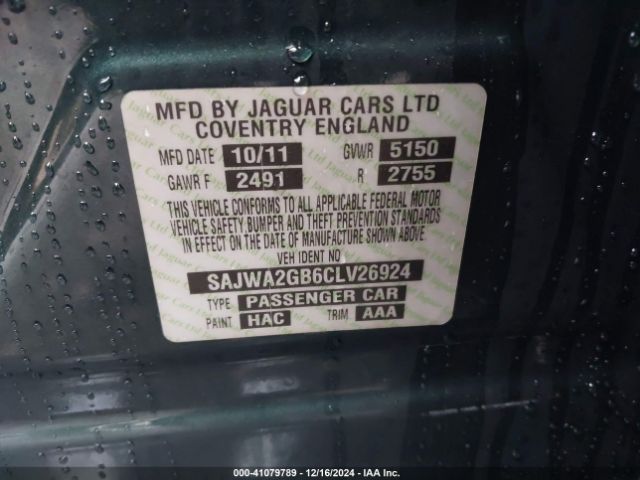 MFD BY JAGUAR CARS LTD
COVENTRY ENGLAND
MFD DATE 10/11 GVWR 5150
GAWR F 2491 R 2755
THIS VEHICLE CONFORMS TO ALL APPLICABLE FEDERAL MOTOR
VEHICLE SAFETY, BUMPER AND THEFT PREVENTION STANDARDS
IN EFFECT ON THE DATE OF MANUFACTURE SHOWN ABOVE.
VEH IDENT NO
SAJWA2GB6CLV26924
TYPE PASSENGER CAR
PAINT HAC TRIM AAA
000-41079789 - 12/16/2024 - IAA Inc.